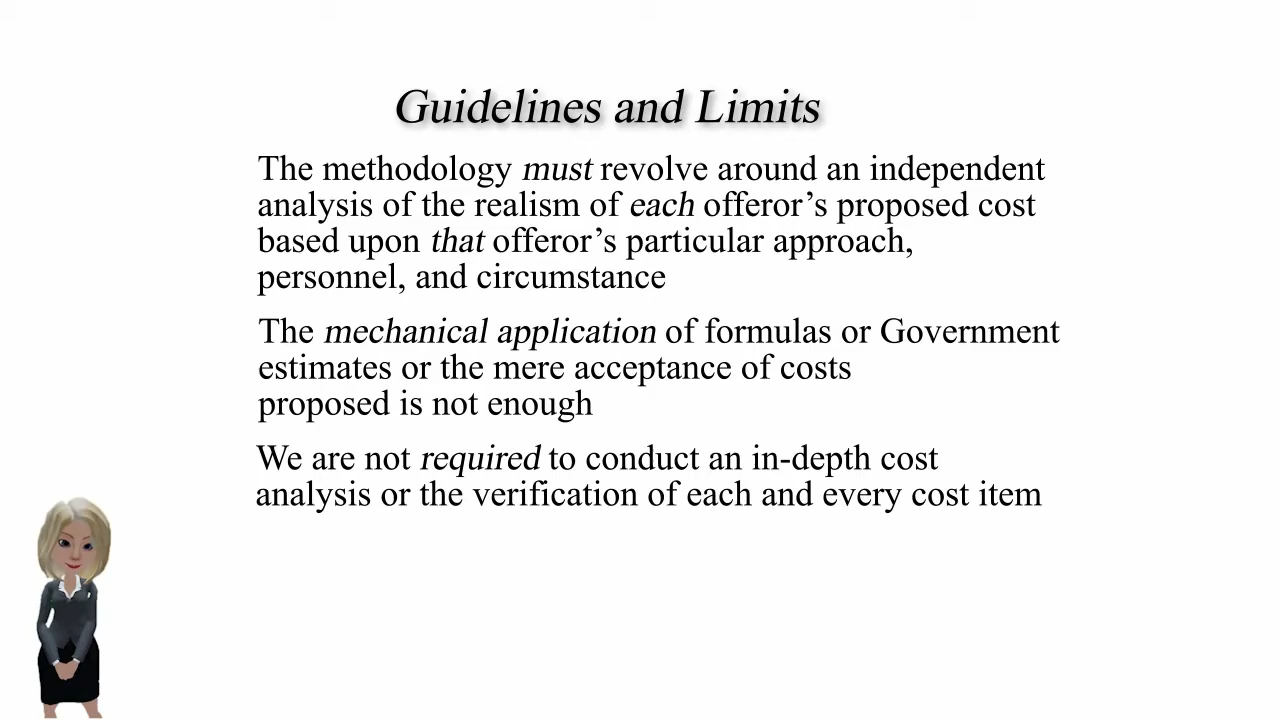 Guidelines and Limits
The methodology must revolve around an independent
analysis of the realism of each offeror’s proposed cost
based upon that offeror’s particular approach,
personnel, and circumstance
The mechanical application of formulas or Government
estimates or the mere acceptance of costs
proposed is not enough
We are not required to conduct an in-depth cost
analysis or the verification of each and every cost item